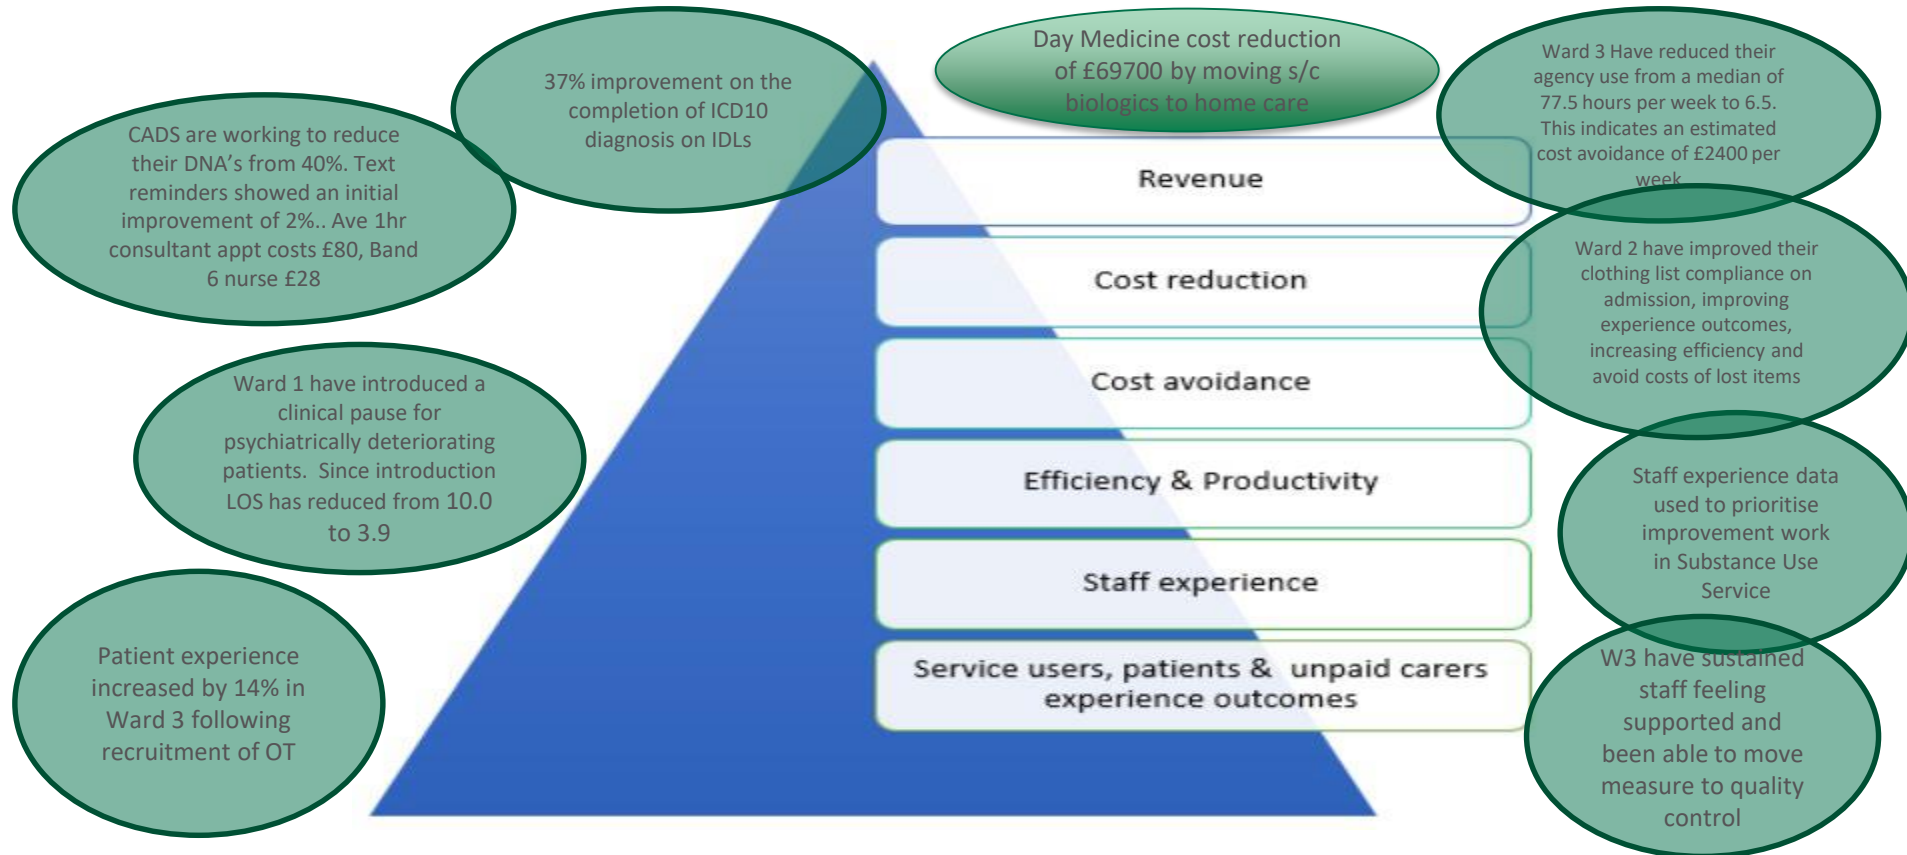 37% improvement on the
completion of ICD10
diagnosis on IDLs
Day Medicine cost reduction
of £69700 by moving s/c
biologics to home care
Ward 3 Have reduced their
agency use from a median of
77.5 hours per week to 6.5.
This indicates an estimated
cost avoidance of £2400 per
week
CADS are working to reduce
their DNA’s from 40%. Text
reminders showed an initial
improvement of 2%.. Ave 1hr
consultant appt costs £80, Band
6 nurse £28
Ward 2 have improved their
clothing list compliance on
admission, improving
experience outcomes,
increasing efficiency and
avoid costs of lost items
Ward 1 have introduced a
clinical pause for
psychiatrically deteriorating
patients. Since introduction
LOS has reduced from 10.0
to 3.9
Staff experience data
used to prioritise
improvement work
in Substance Use
Service
Patient experience
increased by 14% in
Ward 3 following
recruitment of OT
W3 have sustained
staff feeling
supported and
been able to move
measure to quality
control
Revenue
Cost reduction
Cost avoidance
Efficiency & Productivity
Staff experience
Service users, patients & unpaid carers
experience outcomes